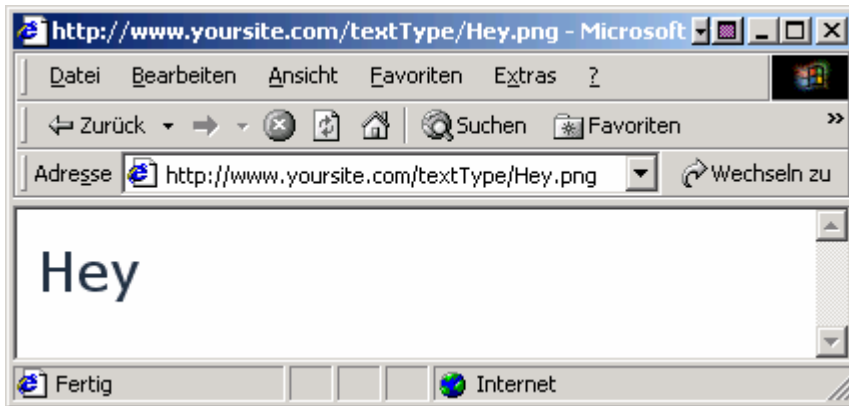 http://www.yoursite.com/textType/Hey.png - Microsoft
Datei Bearbeiten Ansicht Favoriten Extras ?
Zurück Suchen Favoriten »
Adresse http://www.yoursite.com/textType/Hey.png Wechseln zu
Hey
Fertig Internet